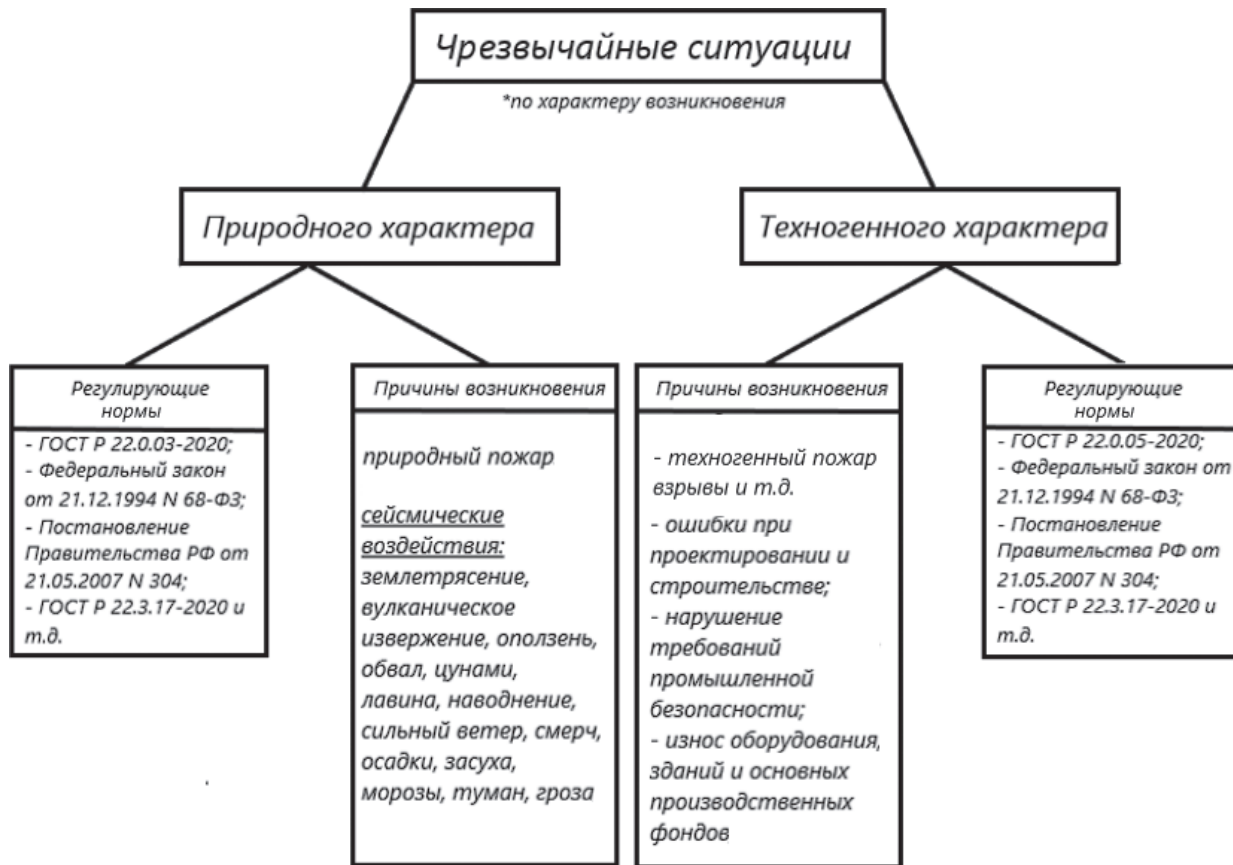 Чрезвычайные ситуации
*по характеру возникновения
Природного характера
Техногенного характера
Регулирующие
нормы
- ГОСТ Р 22.0.03-2020;
- Федеральный закон
от 21.12.1994 N 68-ФЗ;
- Постановление
Правительства РФ от
21.05.2007 N 304;
- ГОСТ Р 22.3.17-2020 и
т.д.
Причины возникновения
природный пожар
сейсмические
воздействия:
землетрясение,
вулканическое
извержение, оползень,
обвал, цунами,
лавина, наводнение,
сильный ветер, смерч,
осадки, засуха,
морозы, туман, гроза
Причины возникновения
- техногенный пожар
взрывы и т.д.
- ошибки при
проектировании и
строительстве;
- нарушение
требований
промышленной
безопасности;
- износ оборудования,
зданий и основных
производственных
фондов
Регулирующие
нормы
- ГОСТ Р 22.0.05-2020;
- Федеральный закон от
21.12.1994 N 68-ФЗ;
- Постановление
Правительства РФ от
21.05.2007 N 304;
- ГОСТ Р 22.3.17-2020 и
т.д.